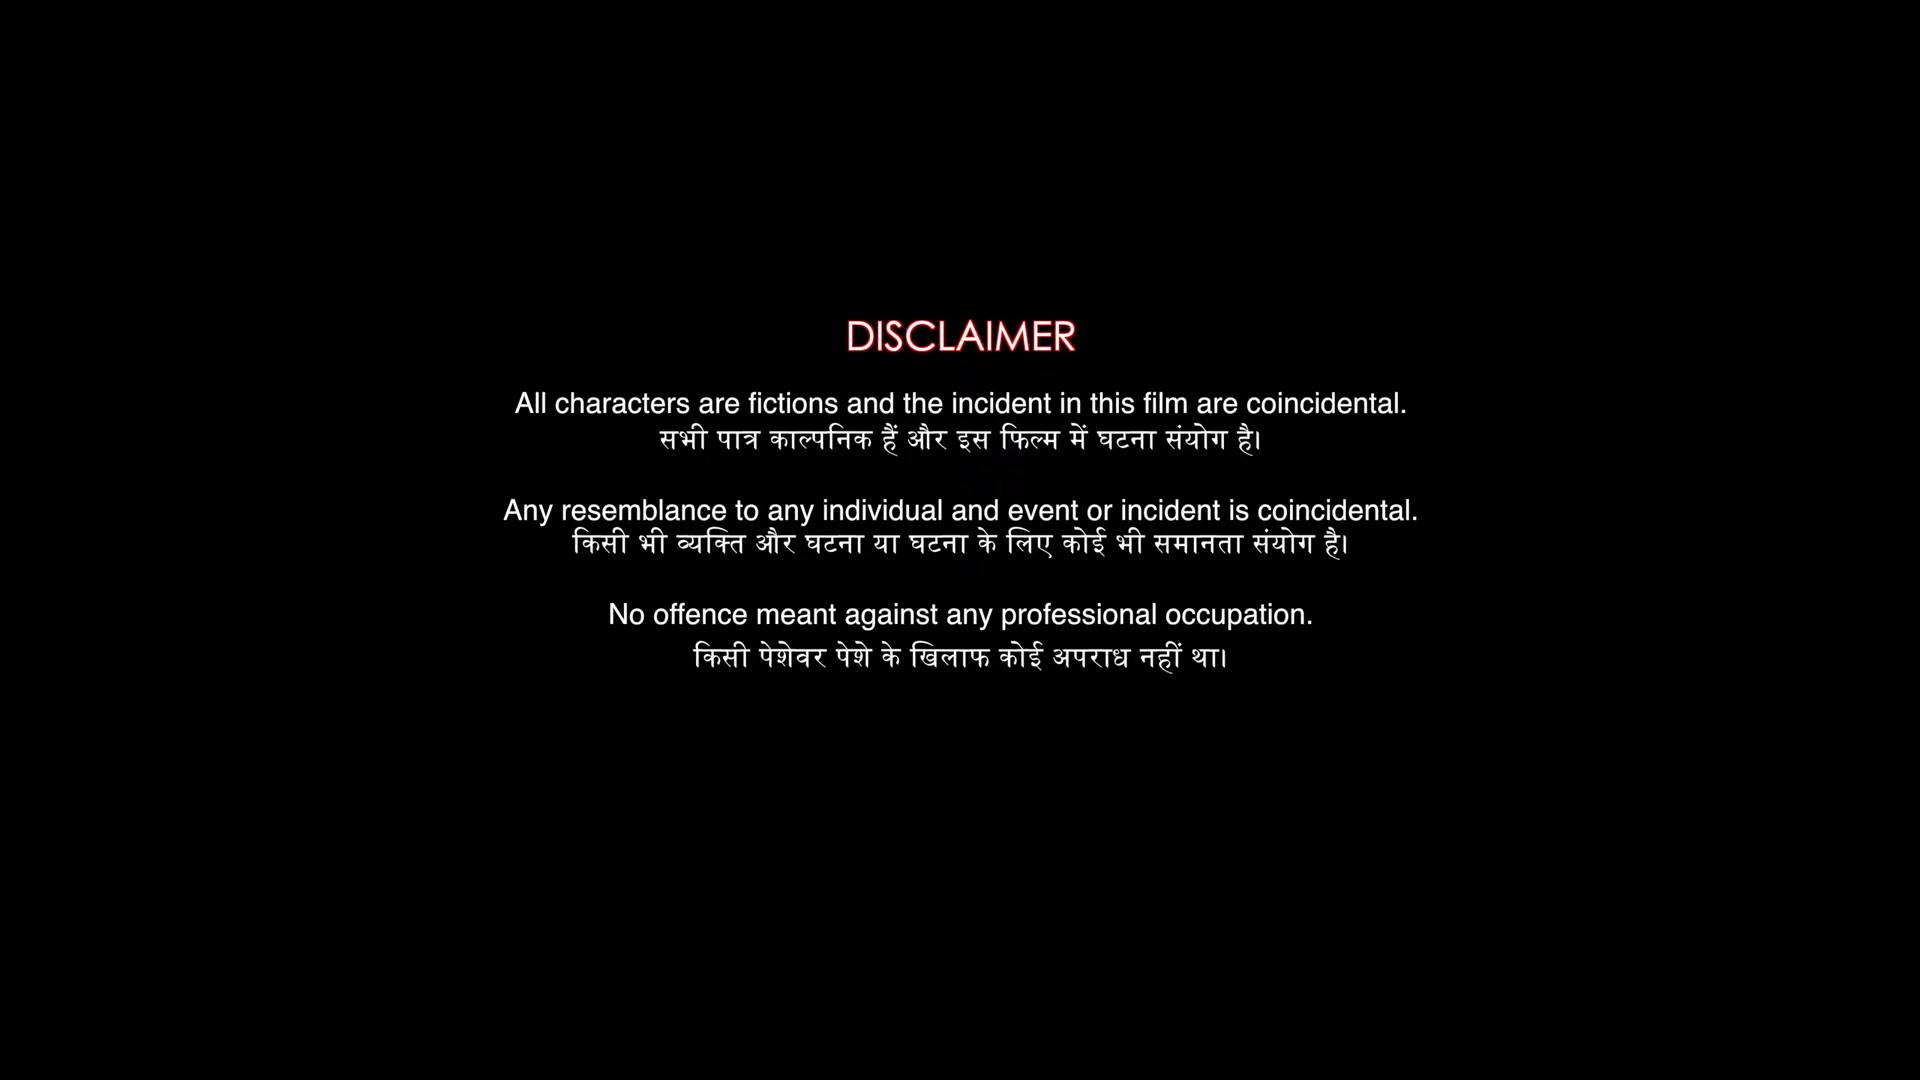 DISCLAIMER
All characters are fictions and the incident in this film are coincidental.
सभी पात्र काल्पनिक हैं और इस फिल्म में घटना संयोग है।
Any resemblance to any individual and event or incident is coincidental.
किसी भी व्यक्ति और घटना या घटना के लिए कोई भी समानता संयोग है।
No offence meant against any professional occupation.
किसी पेशेवर पेशे के खिलाफ कोई अपराध नहीं था।